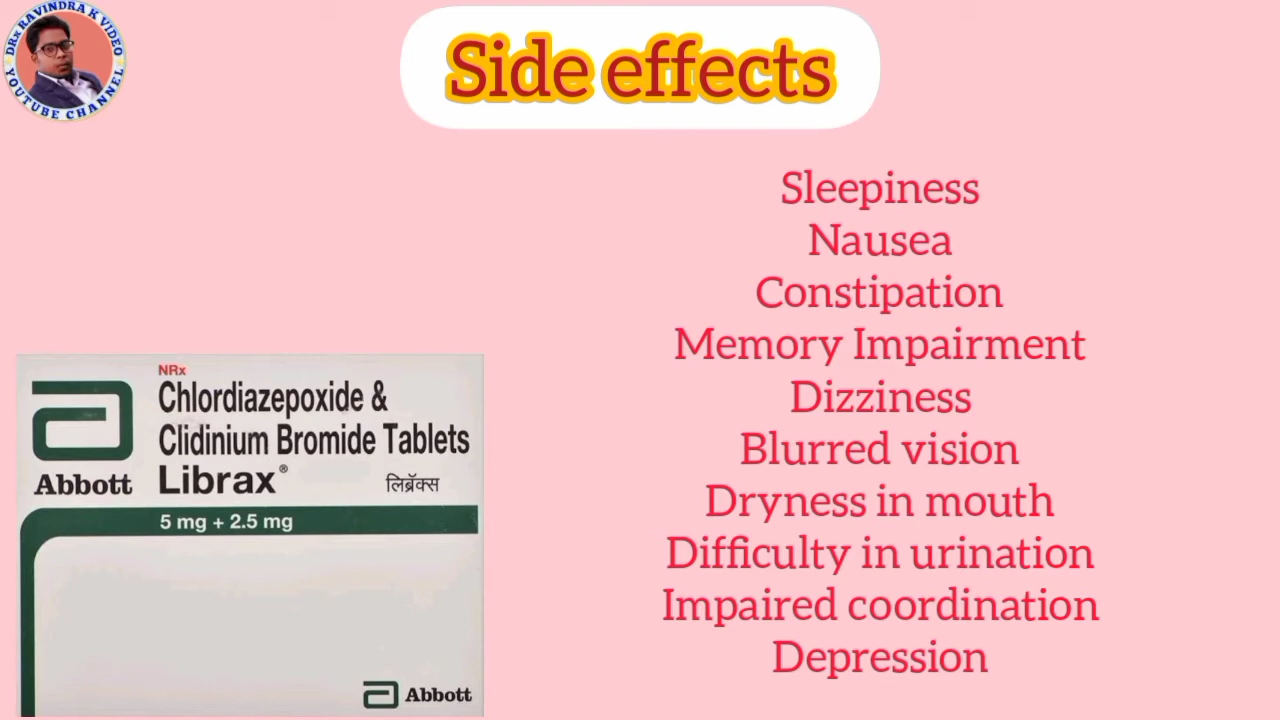 DRx RAVINDRA K VIDEO
YOUTUBE CHANNEL
Side effects
Sleepiness
Nausea
Constipation
Memory Impairment
Dizziness
Blurred vision
Dryness in mouth
Difficulty in urination
Impaired coordination
Depression
NRx
Chlordiazepoxide &
Clidinium Bromide Tablets
Abbott Librax® लिब्रॅक्स
5 mg + 2.5 mg
Abbott